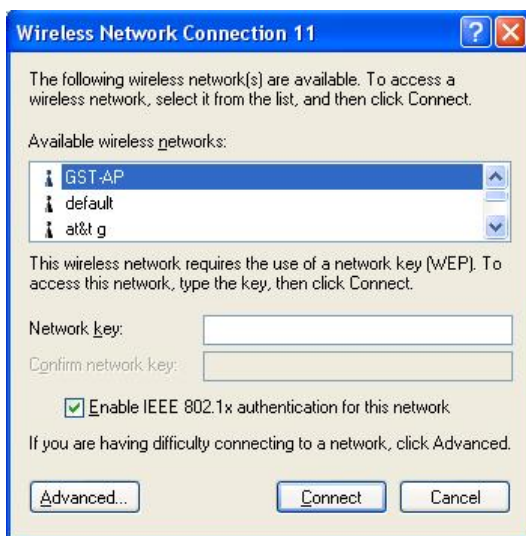 Wireless Network Connection 11
The following wireless network(s) are available. To access a
wireless network, select it from the list, and then click Connect.
Available wireless networks:
GST-AP
default
at&t g
This wireless network requires the use of a network key (WEP). To
access this network, type the key, then click Connect.
Network key:
Confirm network key:
Enable IEEE 802.1x authentication for this network
If you are having difficulty connecting to a network, click Advanced.
Advanced... Connect Cancel